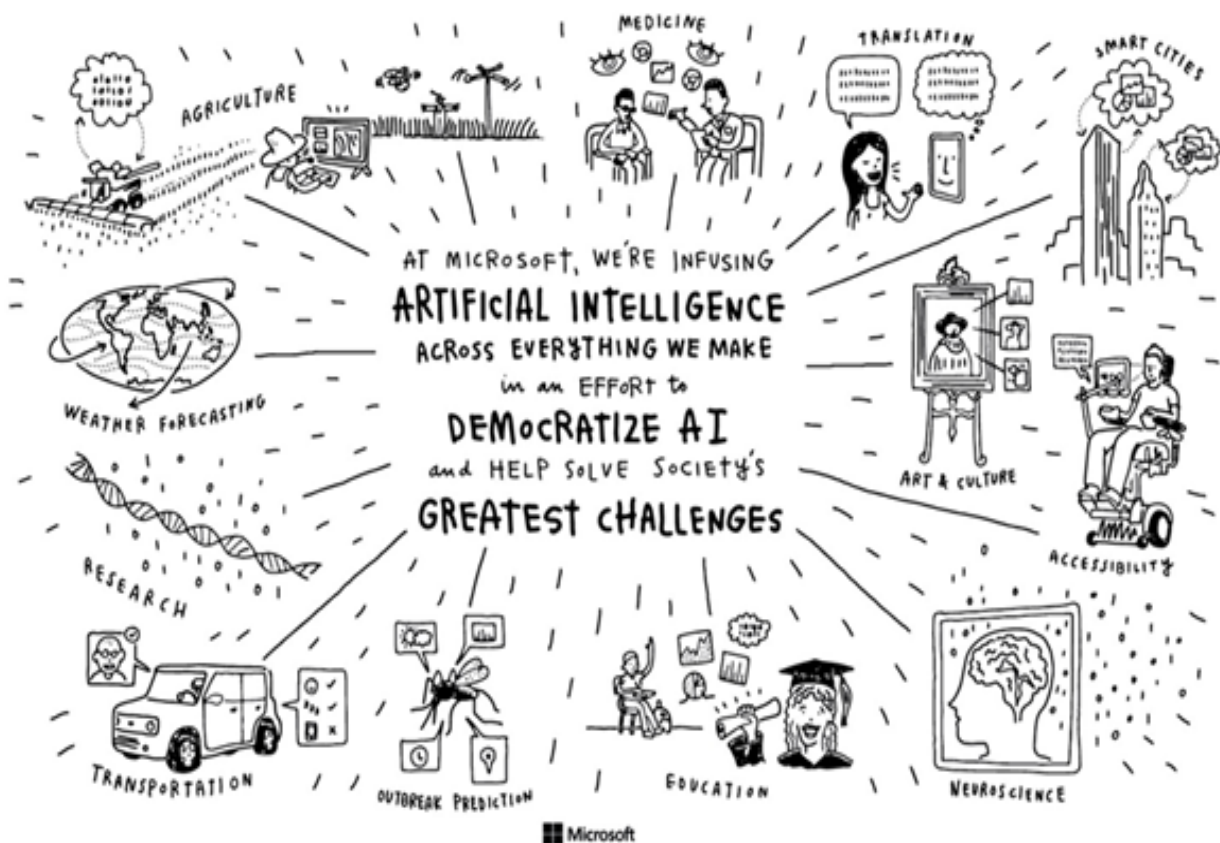 MEDICINE
TRANSLATION
SMART CITIES
AGRICULTURE
AT MICROSOFT, WE'RE INFUSING
ARTIFICIAL INTELLIGENCE
ACROSS EVERYTHING WE MAKE
in an EFFORT to
DEMOCRATIZE AI
and HELP SOLVE SOCIETY'S
GREATEST CHALLENGES
WEATHER FORECASTING
ART & CULTURE
RESEARCH
ACCESSIBILITY
TRANSPORTATION
OUTBREAK PREDICTION
EDUCATION
NEUROSCIENCE
Microsoft